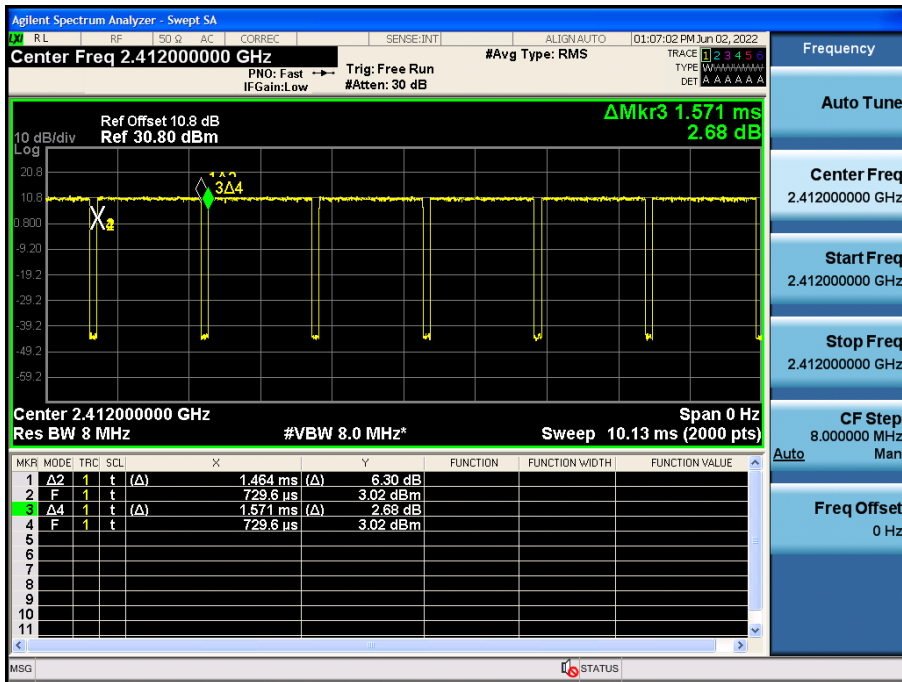 Agilent Spectrum Analyzer - Swept SA
LXI RL RF 50 Ω AC CORREC SENSE:INT ALIGN AUTO 01:07:02 PM Jun 02, 2022
Center Freq 2.412000000 GHz
PNO: Fast
IFGain:Low
Trig: Free Run
#Atten: 30 dB
#Avg Type: RMS
TRACE 1 2 3 4 5 6
TYPE WWWWWW
DET A A A A A A
Frequency
Auto Tune
Center Freq
2.412000000 GHz
Start Freq
2.412000000 GHz
Stop Freq
2.412000000 GHz
CF Step
8.000000 MHz
Auto Man
Freq Offset
0 Hz
ΔMkr3 1.571 ms
2.68 dB
Ref Offset 10.8 dB
10 dB/div Ref 30.80 dBm
Log
20.8
10.8
0.800
-9.20
-19.2
-29.2
-39.2
-49.2
-59.2
3Δ4
Center 2.412000000 GHz Span 0 Hz
Res BW 8 MHz #VBW 8.0 MHz* Sweep 10.13 ms (2000 pts)
MKR MODE TRC SCL X Y FUNCTION FUNCTION WIDTH FUNCTION VALUE
1 Δ2 1 t (Δ) 1.464 ms (Δ) 6.30 dB
2 F 1 t 729.6 µs 3.02 dBm
3 Δ4 1 t (Δ) 1.571 ms (Δ) 2.68 dB
4 F 1 t 729.6 µs 3.02 dBm
5
6
7
8
9
10
11
MSG STATUS